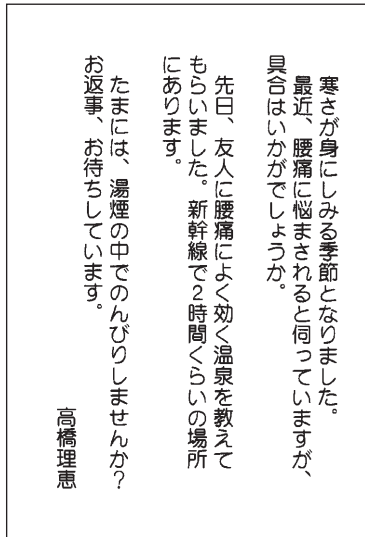 寒さが身にしみる季節となりました。
最近、腰痛に悩まされると伺っていますが、
具合はいかがでしょうか。
先日、友人に腰痛によく効く温泉を教えて
もらいました。新幹線で2時間くらいの場所
にあります。
たまには、湯煙の中でのんびりしませんか？
お返事、お待ちしています。
高橋理恵